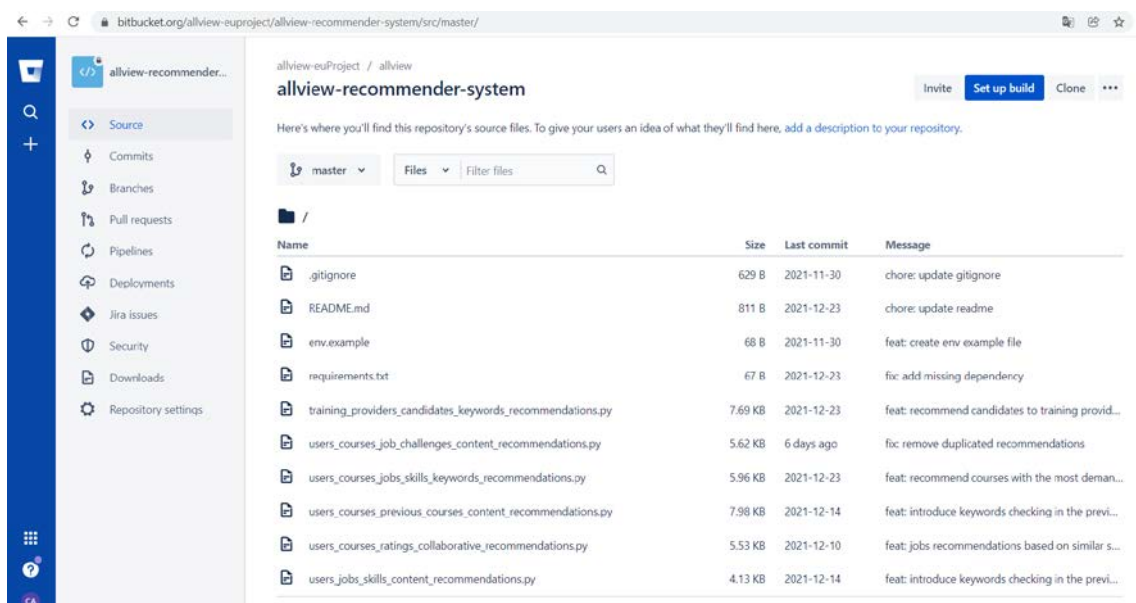 bitbucket.org/allview-euproject/allview-recommender-system/src/master/
allview-recommender...
Source
Commits
Branches
Pull requests
Pipelines
Deployments
Jira issues
Security
Downloads
Repository settings
allview-euProject / allview
allview-recommender-system
Invite Set up build Clone
Here's where you'll find this repository's source files. To give your users an idea of what they'll find here, add a description to your repository.
master Files Filter files
/
Name Size Last commit Message
.gitignore 629 B 2021-11-30 chore: update gitignore
README.md 811 B 2021-12-23 chore: update readme
env.example 68 B 2021-11-30 feat: create env example file
requirements.txt 67 B 2021-12-23 fix: add missing dependency
training_providers_candidates_keywords_recommendations.py 7.69 KB 2021-12-23 feat: recommend candidates to training provid...
users_courses_job_challenges_content_recommendations.py 5.62 KB 6 days ago fix: remove duplicated recommendations
users_courses_jobs_skills_keywords_recommendations.py 5.96 KB 2021-12-23 feat: recommend courses with the most deman...
users_courses_previous_courses_content_recommendations.py 7.98 KB 2021-12-14 feat: introduce keywords checking in the previ...
users_courses_ratings_collaborative_recommendations.py 5.53 KB 2021-12-10 feat: jobs recommendations based on similar s...
users_jobs_skills_content_recommendations.py 4.13 KB 2021-12-14 feat: introduce keywords checking in the previ...